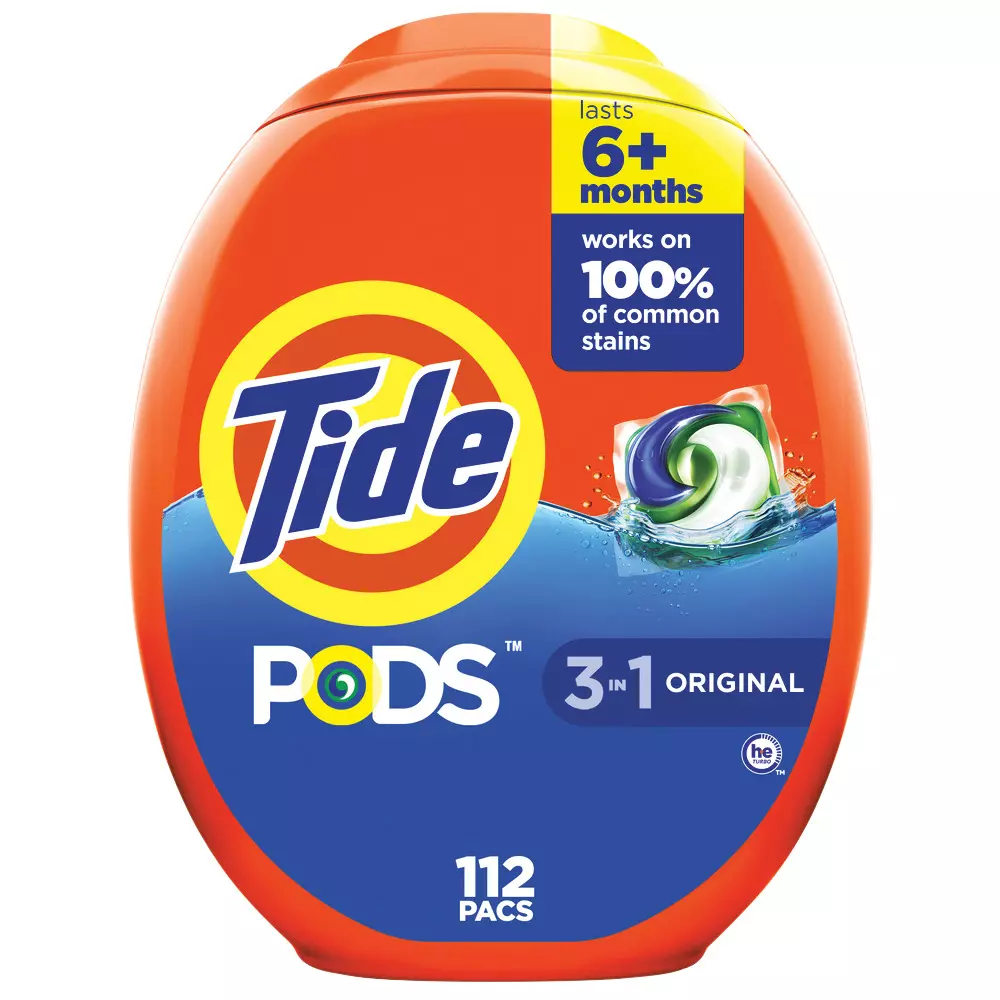 lasts
6+
months
works on
100%
of common
stains
Tide
PODS™
3 IN 1 ORIGINAL
he
TURBO
™
112
PACS